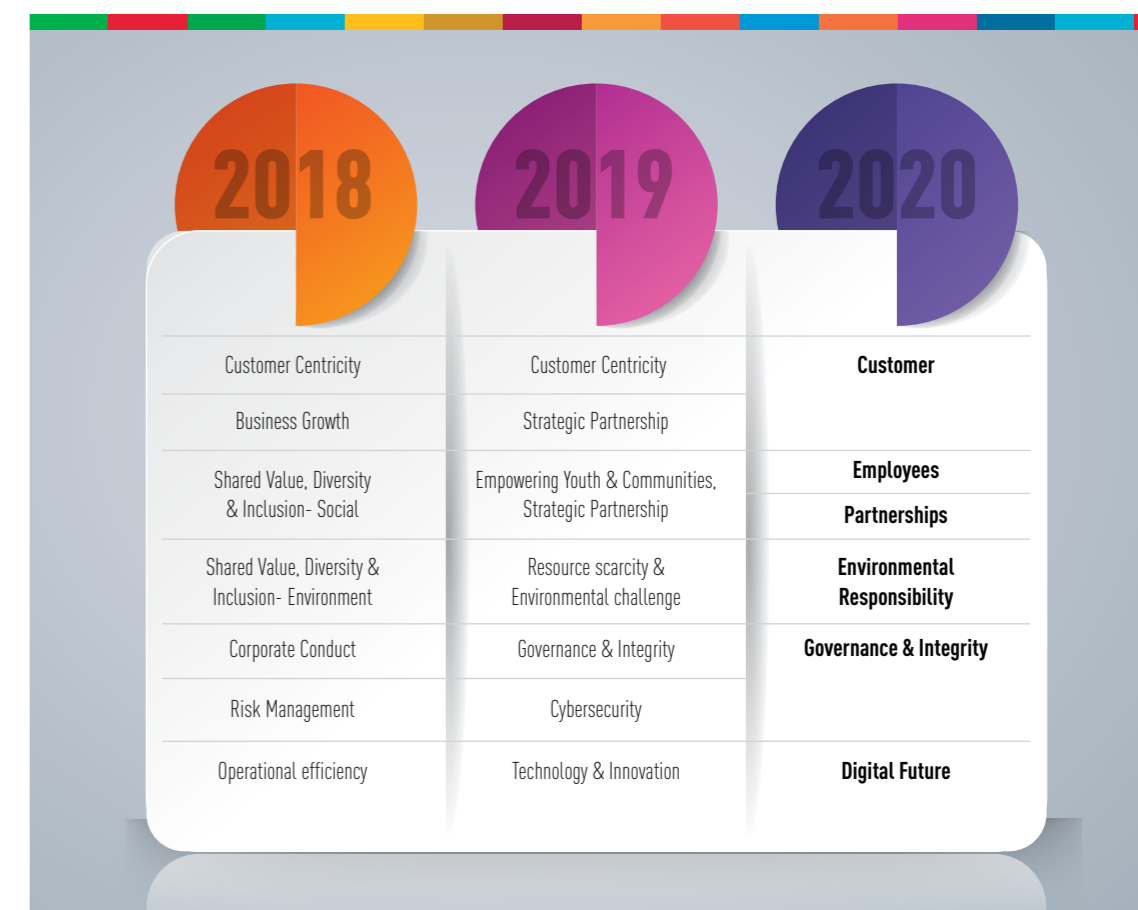 2018 2019 2020
Customer Centricity Customer Centricity Customer
Business Growth Strategic Partnership
Shared Value, Diversity
& Inclusion- Social
Empowering Youth & Communities,
Strategic Partnership
Employees
Partnerships
Shared Value, Diversity &
Inclusion- Environment
Resource scarcity &
Environmental challenge
Environmental
Responsibility
Corporate Conduct Governance & Integrity Governance & Integrity
Risk Management Cybersecurity
Operational efficiency Technology & Innovation Digital Future